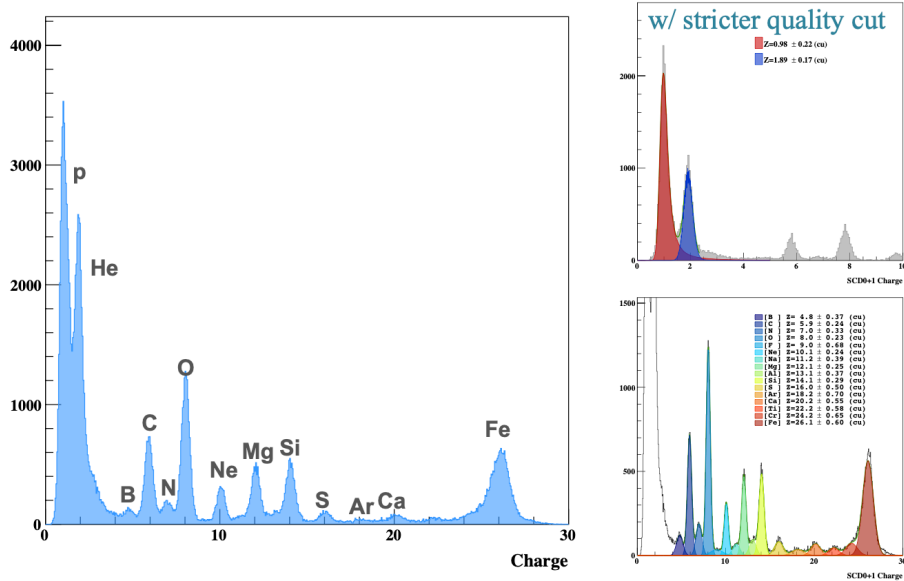 4000
3000
2000
1000
0
0
10
20
30
Charge
p
He
B
C
N
O
Ne
Mg
Si
S
Ar
Ca
Fe
w/ stricter quality cut
Z=0.98 ± 0.22 (cu)
Z=1.89 ± 0.17 (cu)
2000
1000
0
0
2
4
6
8
10
SCD0+1 Charge
1500
1000
500
0
[B ] Z= 4.8 ± 0.37 (cu)
[C ] Z= 5.9 ± 0.24 (cu)
[N ] Z= 7.0 ± 0.33 (cu)
[O ] Z= 8.0 ± 0.23 (cu)
[F ] Z= 9.0 ± 0.68 (cu)
[Ne] Z=10.1 ± 0.24 (cu)
[Na] Z=11.2 ± 0.39 (cu)
[Mg] Z=12.1 ± 0.25 (cu)
[Al] Z=13.1 ± 0.37 (cu)
[Si] Z=14.1 ± 0.29 (cu)
[S ] Z=16.0 ± 0.50 (cu)
[Ar] Z=18.2 ± 0.70 (cu)
[Ca] Z=20.2 ± 0.55 (cu)
[Ti] Z=22.2 ± 0.58 (cu)
[Cr] Z=24.2 ± 0.65 (cu)
[Fe] Z=26.1 ± 0.60 (cu)
0
10
20
30
SCD0+1 Charge